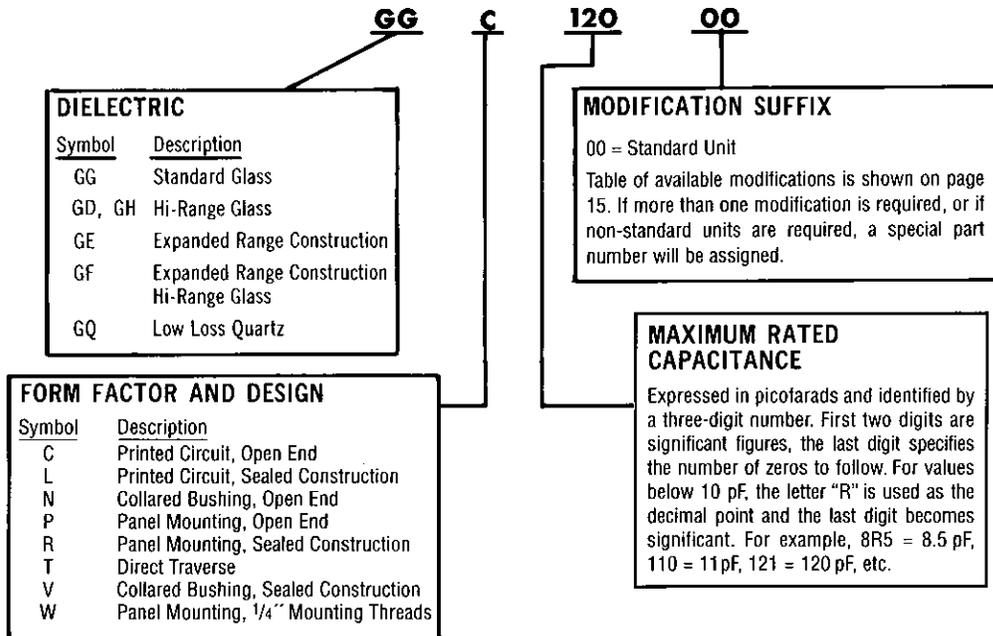 GG C 120 00
DIELECTRIC
Symbol Description
GG Standard Glass
GD, GH Hi-Range Glass
GE Expanded Range Construction
GF Expanded Range Construction
Hi-Range Glass
GQ Low Loss Quartz
MODIFICATION SUFFIX
00 = Standard Unit
Table of available modifications is shown on page
15. If more than one modification is required, or if
non-standard units are required, a special part
number will be assigned.
FORM FACTOR AND DESIGN
Symbol Description
C Printed Circuit, Open End
L Printed Circuit, Sealed Construction
N Collared Bushing, Open End
P Panel Mounting, Open End
R Panel Mounting, Sealed Construction
T Direct Traverse
V Collared Bushing, Sealed Construction
W Panel Mounting, 1/4″ Mounting Threads
MAXIMUM RATED
CAPACITANCE
Expressed in picofarads and identified by
a three-digit number. First two digits are
significant figures, the last digit specifies
the number of zeros to follow. For values
below 10 pF, the letter “R” is used as the
decimal point and the last digit becomes
significant. For example, 8R5 = 8.5 pF,
110 = 11pF, 121 = 120 pF, etc.